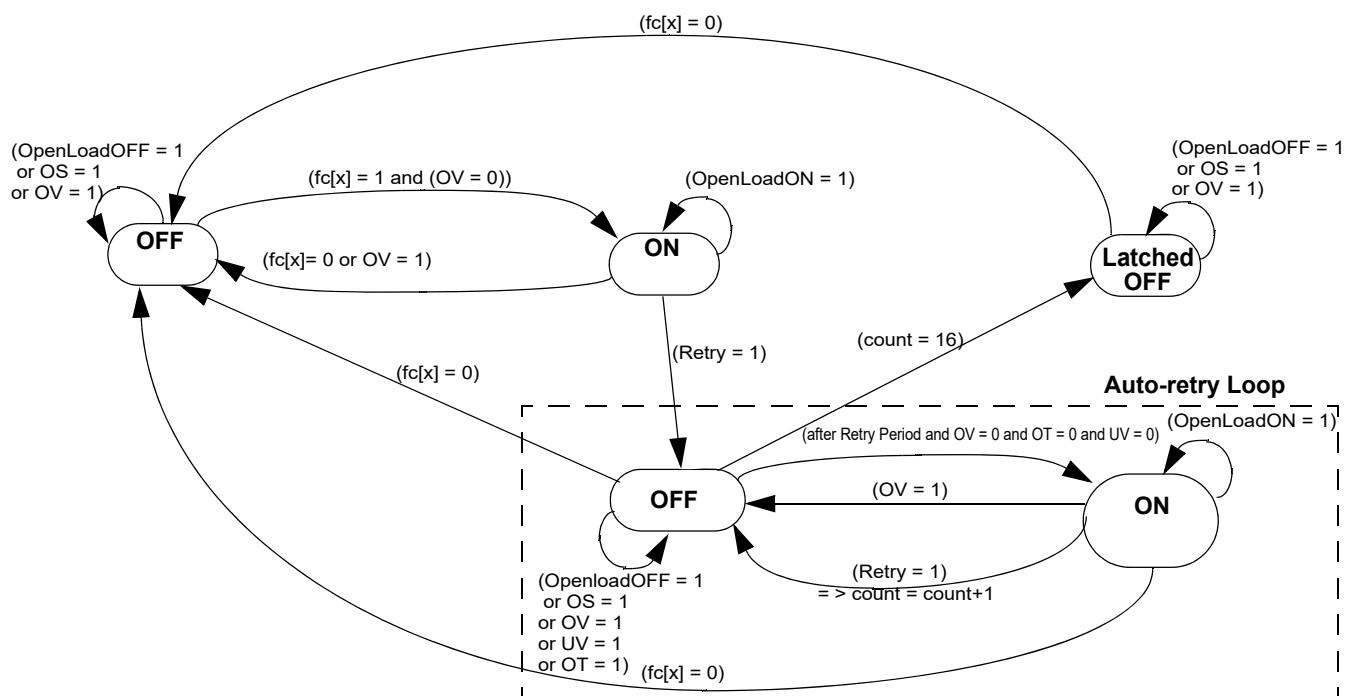 (fc[x] = 0)
(OpenLoadOFF = 1
or OS = 1
or OV = 1)
(fc[x] = 1 and (OV = 0))
(OpenLoadON = 1)
(OpenLoadOFF = 1
or OS = 1
or OV = 1)
OFF
ON
Latched
OFF
(fc[x]= 0 or OV = 1)
(Retry = 1)
(count = 16)
(fc[x] = 0)
Auto-retry Loop
(after Retry Period and OV = 0 and OT = 0 and UV = 0)
(OpenLoadON = 1)
OFF
(OV = 1)
ON
(Retry = 1)
= > count = count+1
(OpenloadOFF = 1
or OS = 1
or OV = 1
or UV = 1
or OT = 1)
(fc[x] = 0)